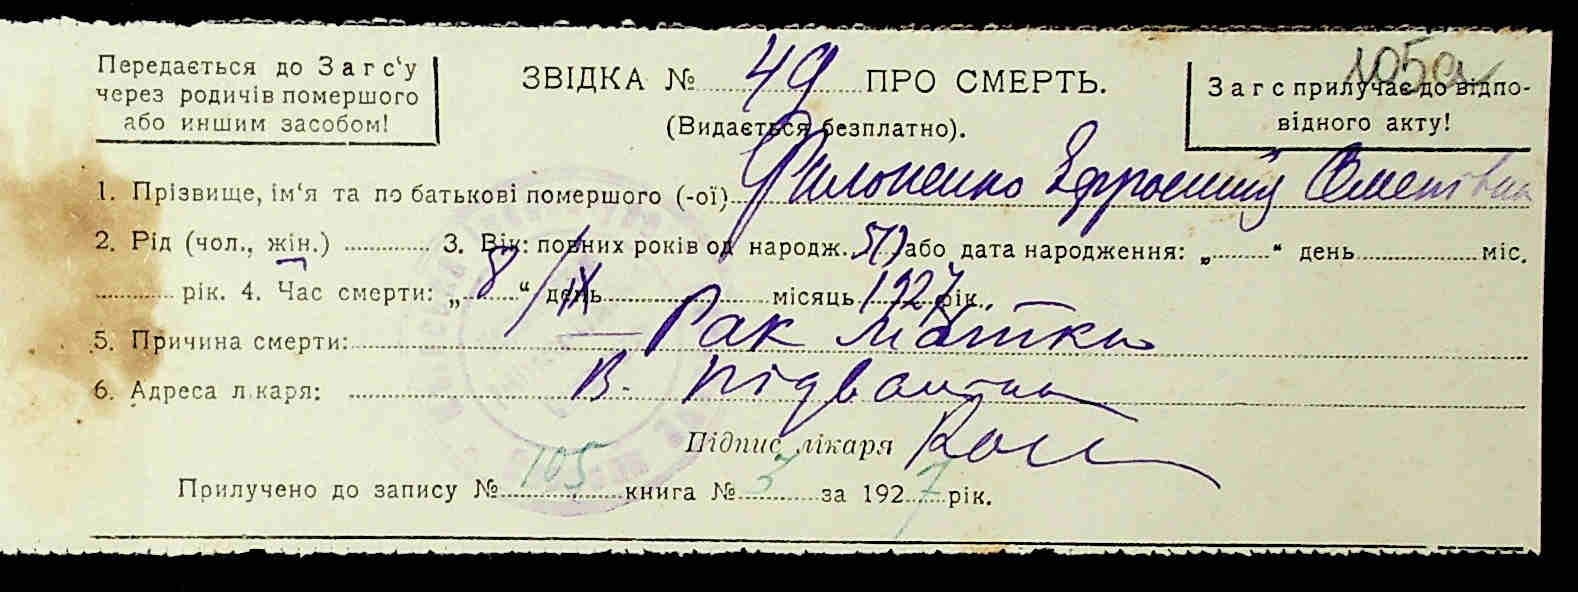 Передається до Загс‘у
через родичів помершого
або иншим засобом!
ЗВІДКА № 49 ПРО СМЕРТЬ.
(Видається безплатно).
105
Загс прилучає до відпо-
відного акту!
1. Прізвище, ім‘я та по батькові помершого (-ої) Филоненко Ефросинія Семенівна
2. Рід (чол., жін.) 3. Вік: повних років од народж. 57 або дата народження: „ “ день міс.
рік. 4. Час смерти: „8“ день IX місяць 1927 рік.
5. Причина смерти: Рак матки
6. Адреса лікаря: В.
Підпис лікаря
Прилучено до запису № 105 книга № 3 за 1927 рік.